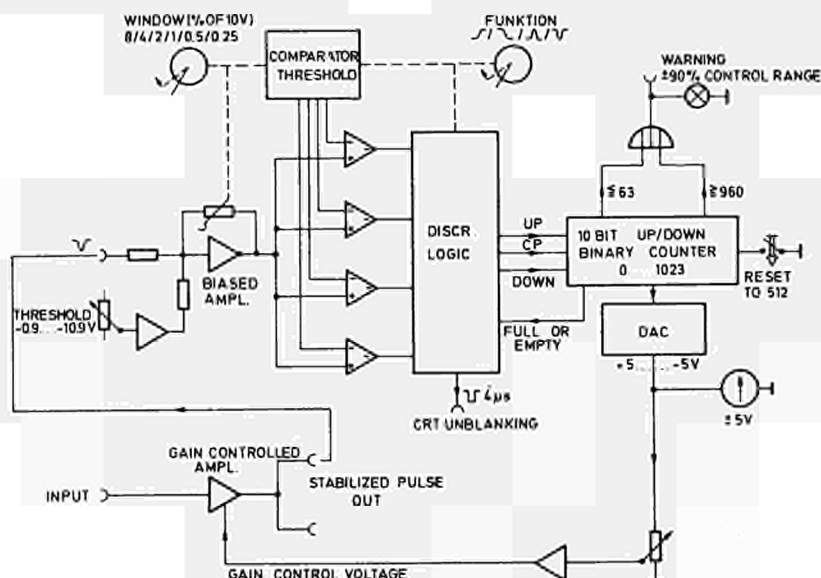 WINDOW (% OF 10V)
8/4/2/1/0.5/0.25
COMPARATOR
THRESHOLD
FUNKTION
WARNING
±90% CONTROL RANGE
≦63
≧960
DISCR
LOGIC
UP
CP
DOWN
10 BIT UP/DOWN
BINARY COUNTER
0....1023
RESET
TO 512
BIASED
AMPL.
THRESHOLD
-0.9....-10.9V
FULL OR
EMPTY
DAC
+5......-5V
±5V
4µs
CRT UNBLANKING
GAIN CONTROLLED
AMPL.
STABILIZED PULSE
OUT
INPUT
GAIN CONTROL VOLTAGE